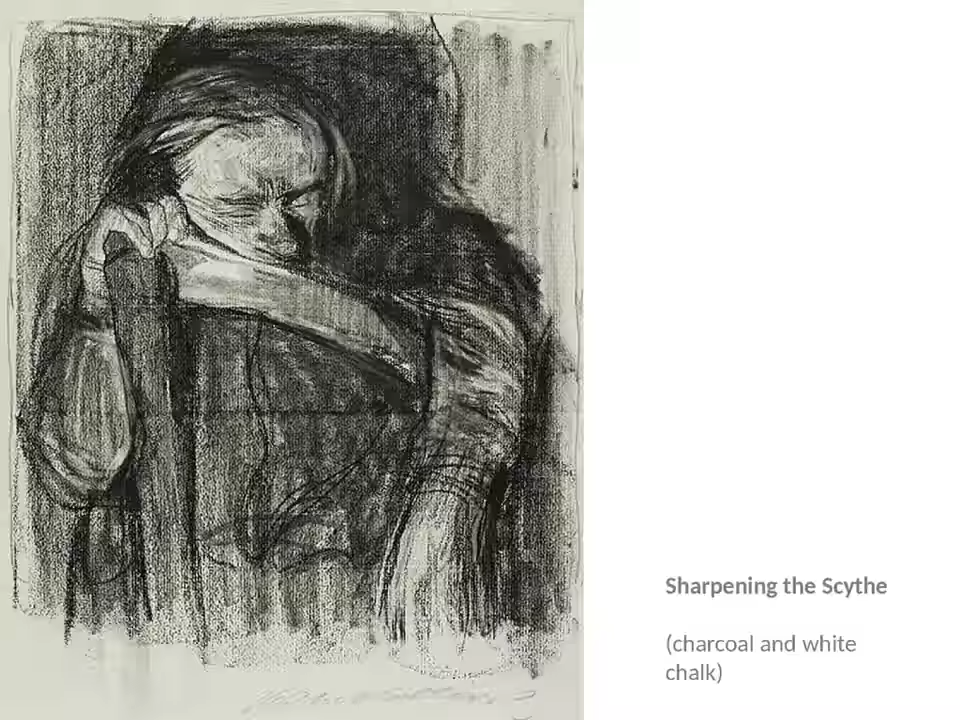 Sharpening the Scythe
(charcoal and white
chalk)